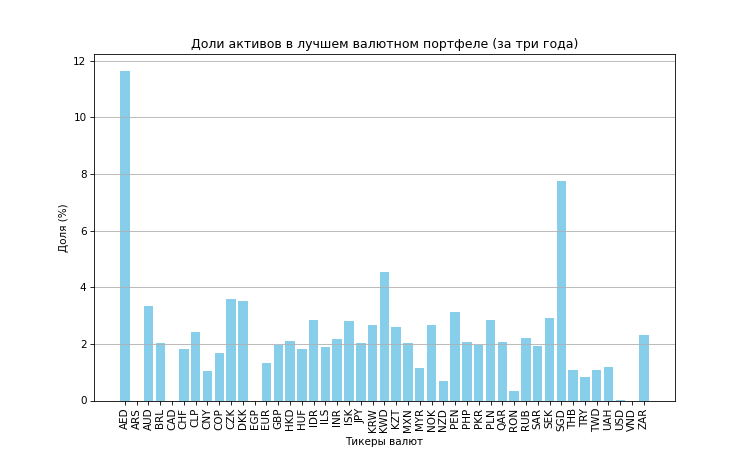 Доли активов в лучшем валютном портфеле (за три года)
Доля (%)
12
10
8
6
4
2
0
AED ARS AUD BRL CAD CHF CLP CNY COP CZK DKK EGP EUR GBP HKD HUF IDR ILS INR ISK JPY KRW KWD KZT MXN MYR NOK NZD PEN PHP PKR PLN QAR RON RUB SAR SEK SGD THB TRY TWD UAH USD VND ZAR
Тикеры валют